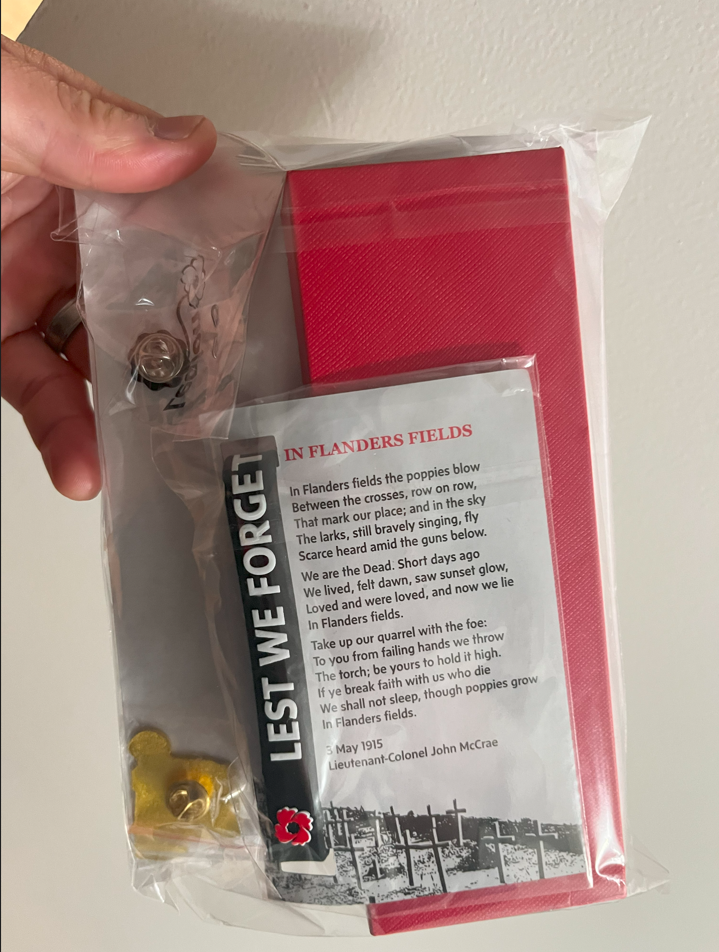 IN FLANDERS FIELDS
In Flanders fields the poppies blow
Between the crosses, row on row,
That mark our place; and in the sky
The larks, still bravely singing, fly
Scarce heard amid the guns below.
We are the Dead. Short days ago
We lived, felt dawn, saw sunset glow,
Loved and were loved, and now we lie
In Flanders fields.
Take up our quarrel with the foe:
To you from failing hands we throw
The torch; be yours to hold it high.
If ye break faith with us who die
We shall not sleep, though poppies grow
In Flanders fields.
3 May 1915
Lieutenant-Colonel John McCrae
LEST WE FORGET